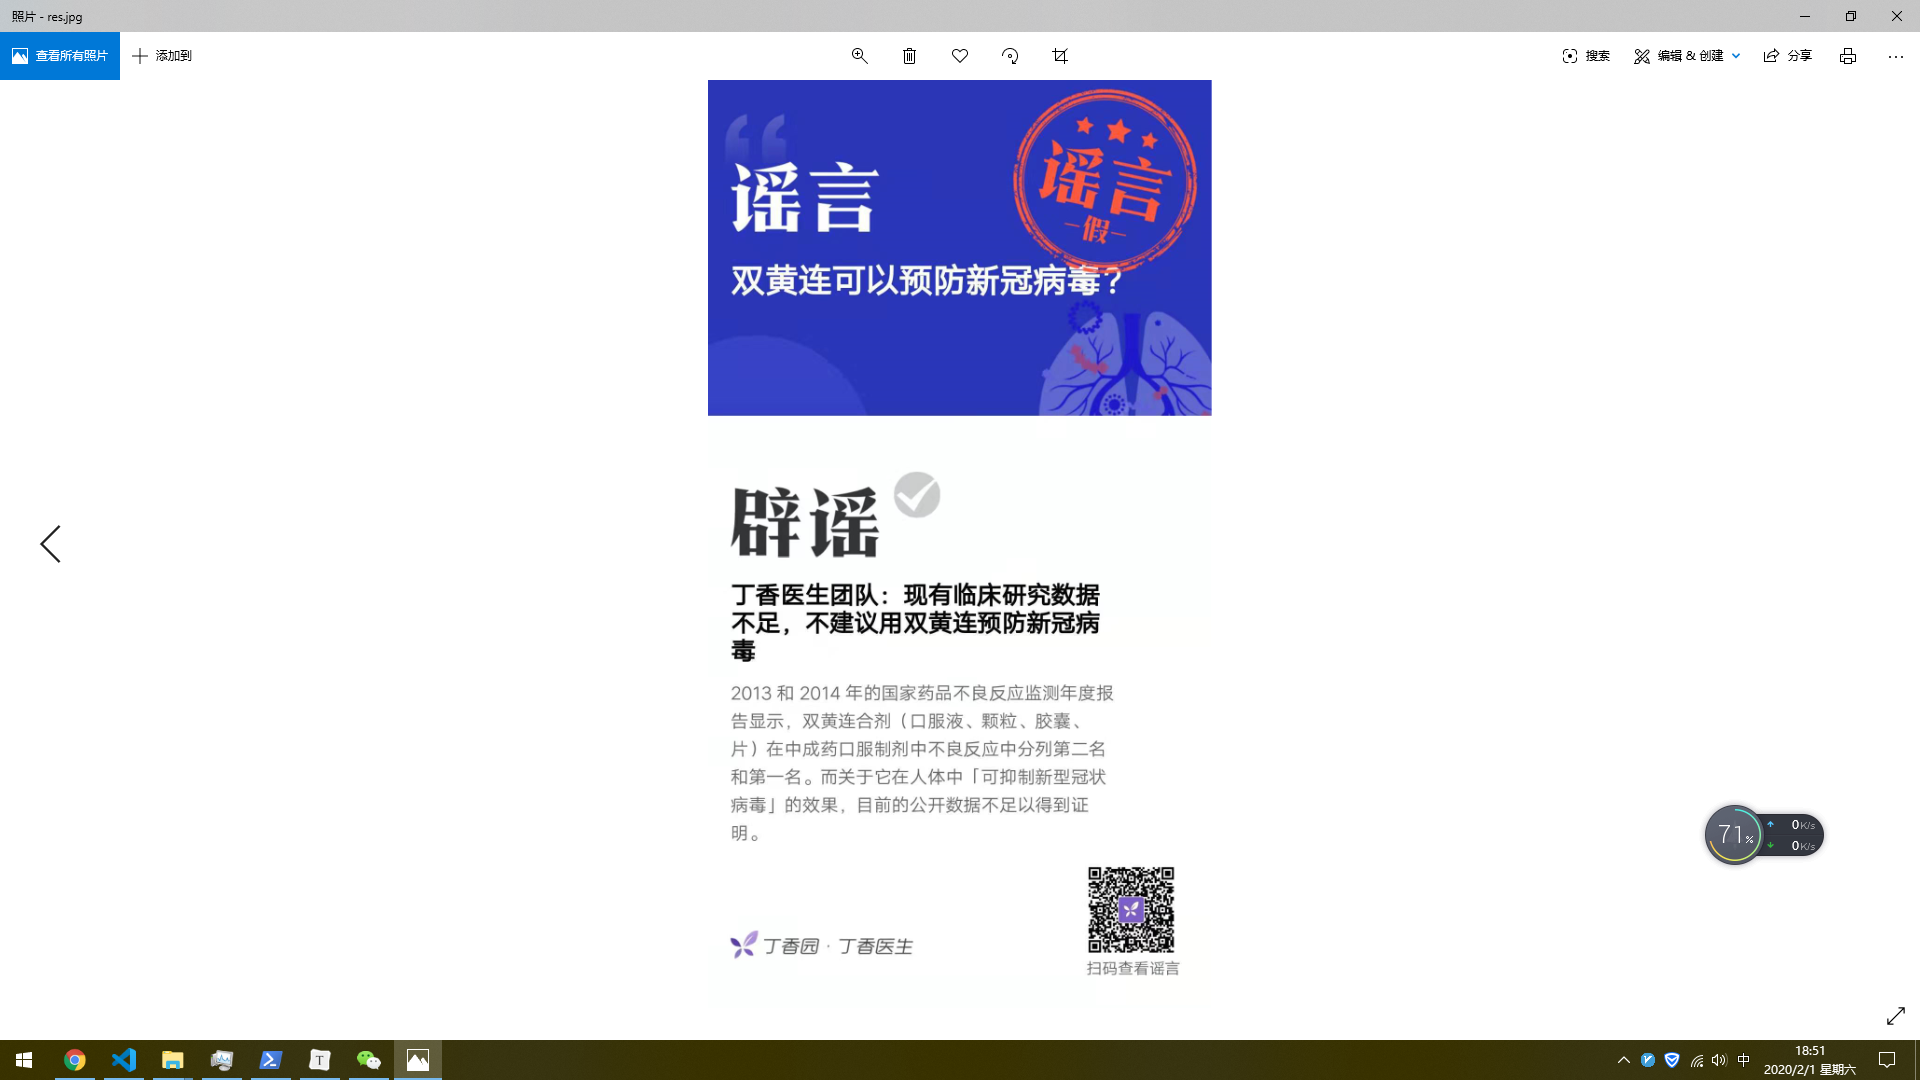 照片 - res.jpg
查看所有照片
添加到
搜索
编辑 & 创建
分享
谣言
谣言
假
双黄连可以预防新冠病毒？
辟谣
丁香医生团队：现有临床研究数据
不足，不建议用双黄连预防新冠病
毒
2013 和 2014 年的国家药品不良反应监测年度报
告显示，双黄连合剂（口服液、颗粒、胶囊、
片）在中成药口服制剂中不良反应中分列第二名
和第一名。而关于它在人体中「可抑制新型冠状
病毒」的效果，目前的公开数据不足以得到证
明。
丁香园 · 丁香医生
扫码查看谣言
71%
0K/s
0K/s
T
中
18:51
2020/2/1 星期六